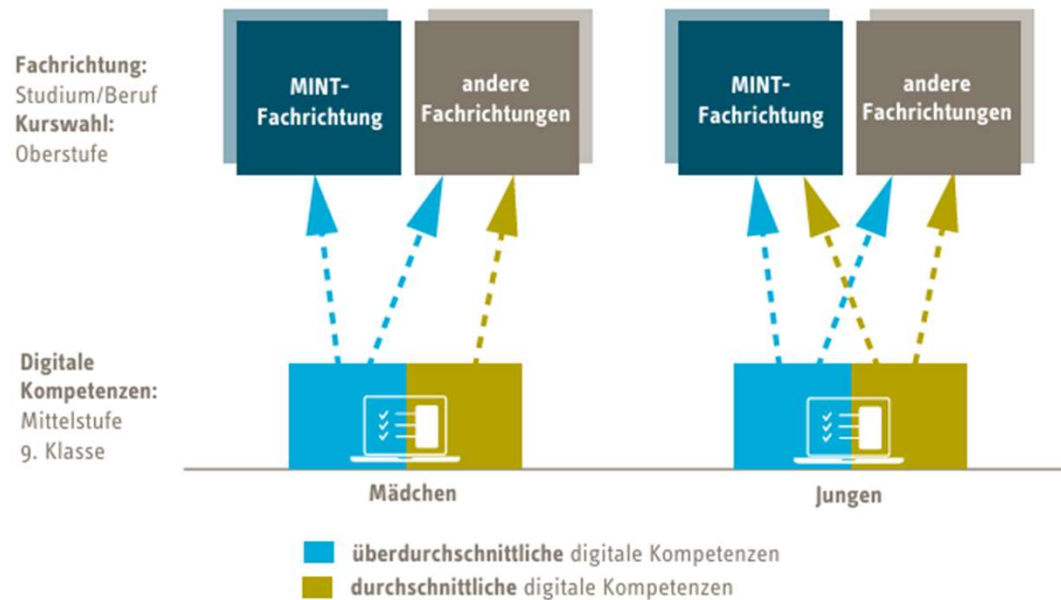 Fachrichtung:
Studium/Beruf
Kurswahl:
Oberstufe
MINT-
Fachrichtung
andere
Fachrichtungen
MINT-
Fachrichtung
andere
Fachrichtungen
Digitale
Kompetenzen:
Mittelstufe
9. Klasse
Mädchen
Jungen
überdurchschnittliche digitale Kompetenzen
durchschnittliche digitale Kompetenzen